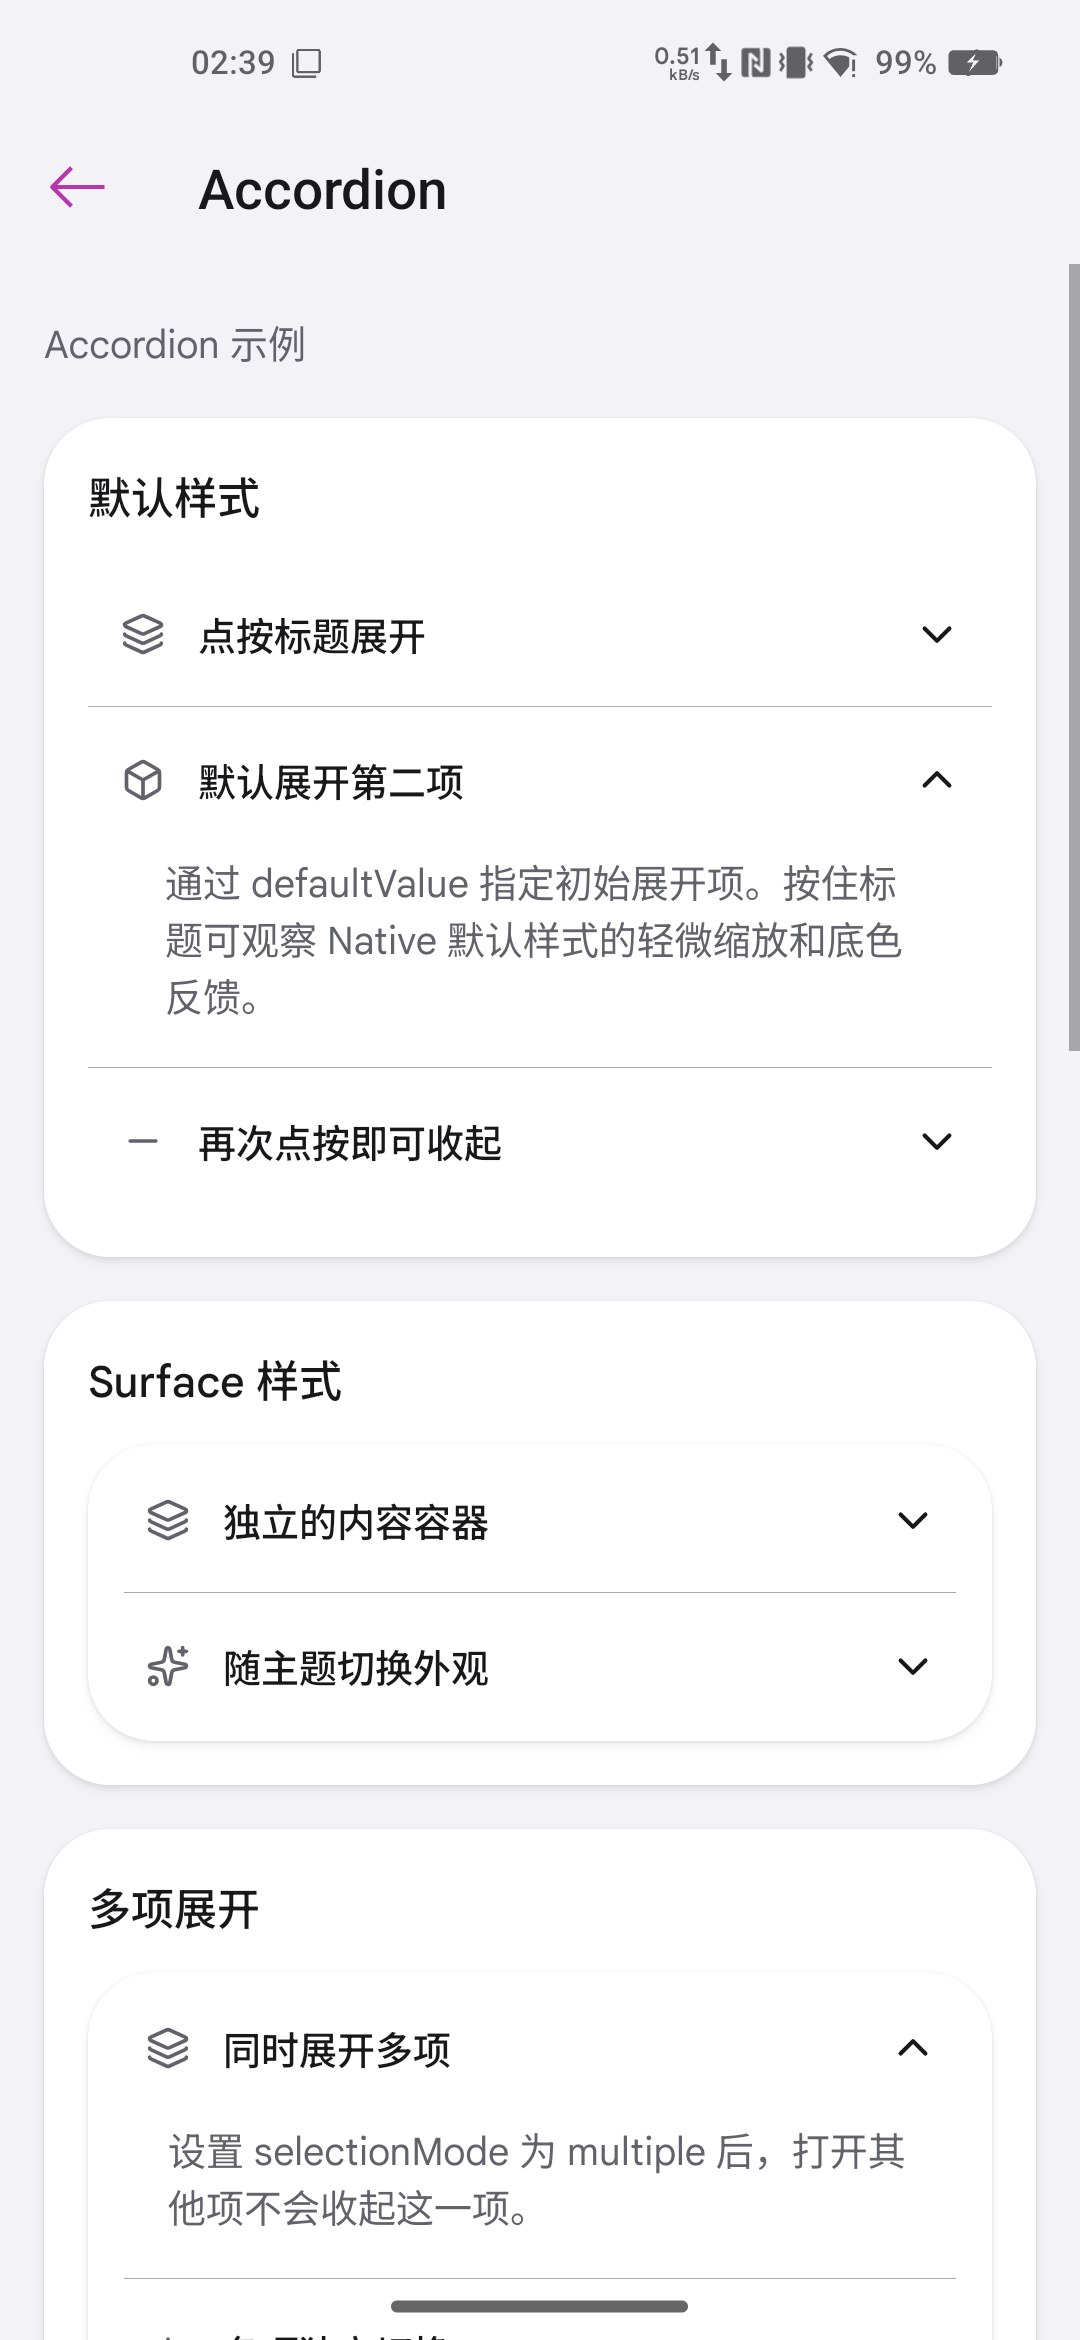 02:39
0.51 kB/s 99%
Accordion
Accordion 示例
默认样式
点按标题展开
默认展开第二项
通过 defaultValue 指定初始展开项。按住标
题可观察 Native 默认样式的轻微缩放和底色
反馈。
再次点按即可收起
Surface 样式
独立的内容容器
随主题切换外观
多项展开
同时展开多项
设置 selectionMode 为 multiple 后，打开其
他项不会收起这一项。